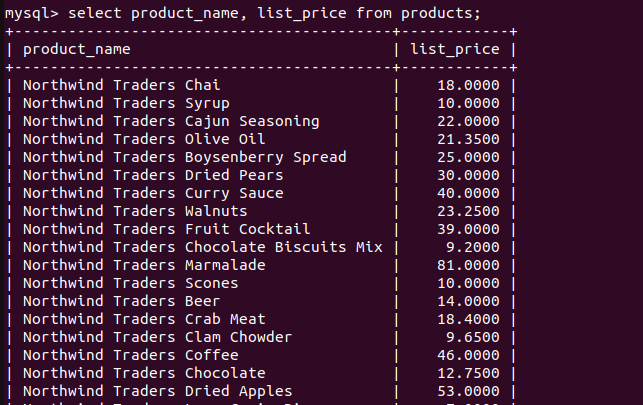 mysql> select product_name, list_price from products;
+-----------------------------------------+------------+
| product_name                            | list_price |
+-----------------------------------------+------------+
| Northwind Traders Chai                  |    18.0000 |
| Northwind Traders Syrup                 |    10.0000 |
| Northwind Traders Cajun Seasoning       |    22.0000 |
| Northwind Traders Olive Oil             |    21.3500 |
| Northwind Traders Boysenberry Spread    |    25.0000 |
| Northwind Traders Dried Pears           |    30.0000 |
| Northwind Traders Curry Sauce           |    40.0000 |
| Northwind Traders Walnuts               |    23.2500 |
| Northwind Traders Fruit Cocktail        |    39.0000 |
| Northwind Traders Chocolate Biscuits Mix |     9.2000 |
| Northwind Traders Marmalade             |    81.0000 |
| Northwind Traders Scones                |    10.0000 |
| Northwind Traders Beer                  |    14.0000 |
| Northwind Traders Crab Meat             |    18.4000 |
| Northwind Traders Clam Chowder          |     9.6500 |
| Northwind Traders Coffee                |    46.0000 |
| Northwind Traders Chocolate             |    12.7500 |
| Northwind Traders Dried Apples          |    53.0000 |